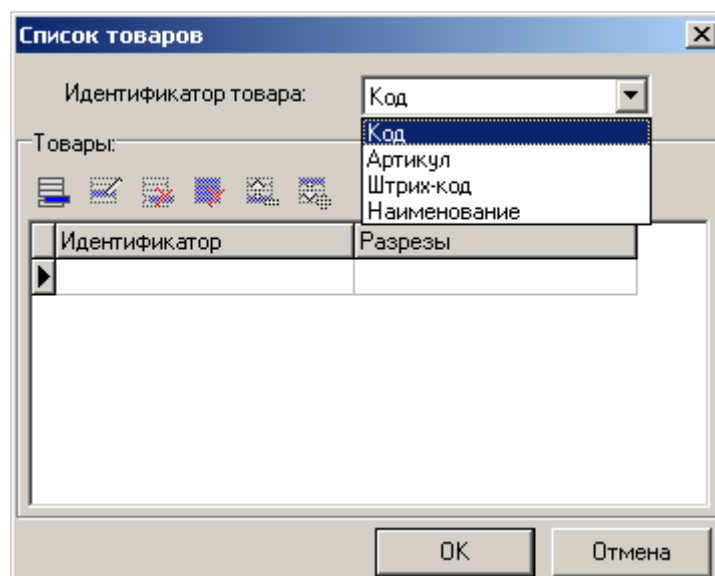 Список товаров
Идентификатор товара:
Код
Код
Артикул
Штрих-код
Наименование
Товары:
Идентификатор Разрезы
OK Отмена